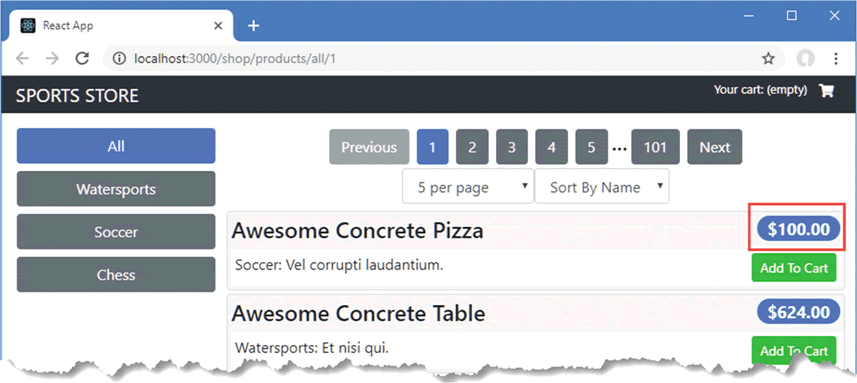 React App
localhost:3000/shop/products/all/1
SPORTS STORE
Your cart: (empty)
All
Watersports
Soccer
Chess
Previous 1 2 3 4 5 ... 101 Next
5 per page Sort By Name
Awesome Concrete Pizza $100.00
Soccer: Vel corrupti laudantium. Add To Cart
Awesome Concrete Table $624.00
Watersports: Et nisi qui. Add To Cart